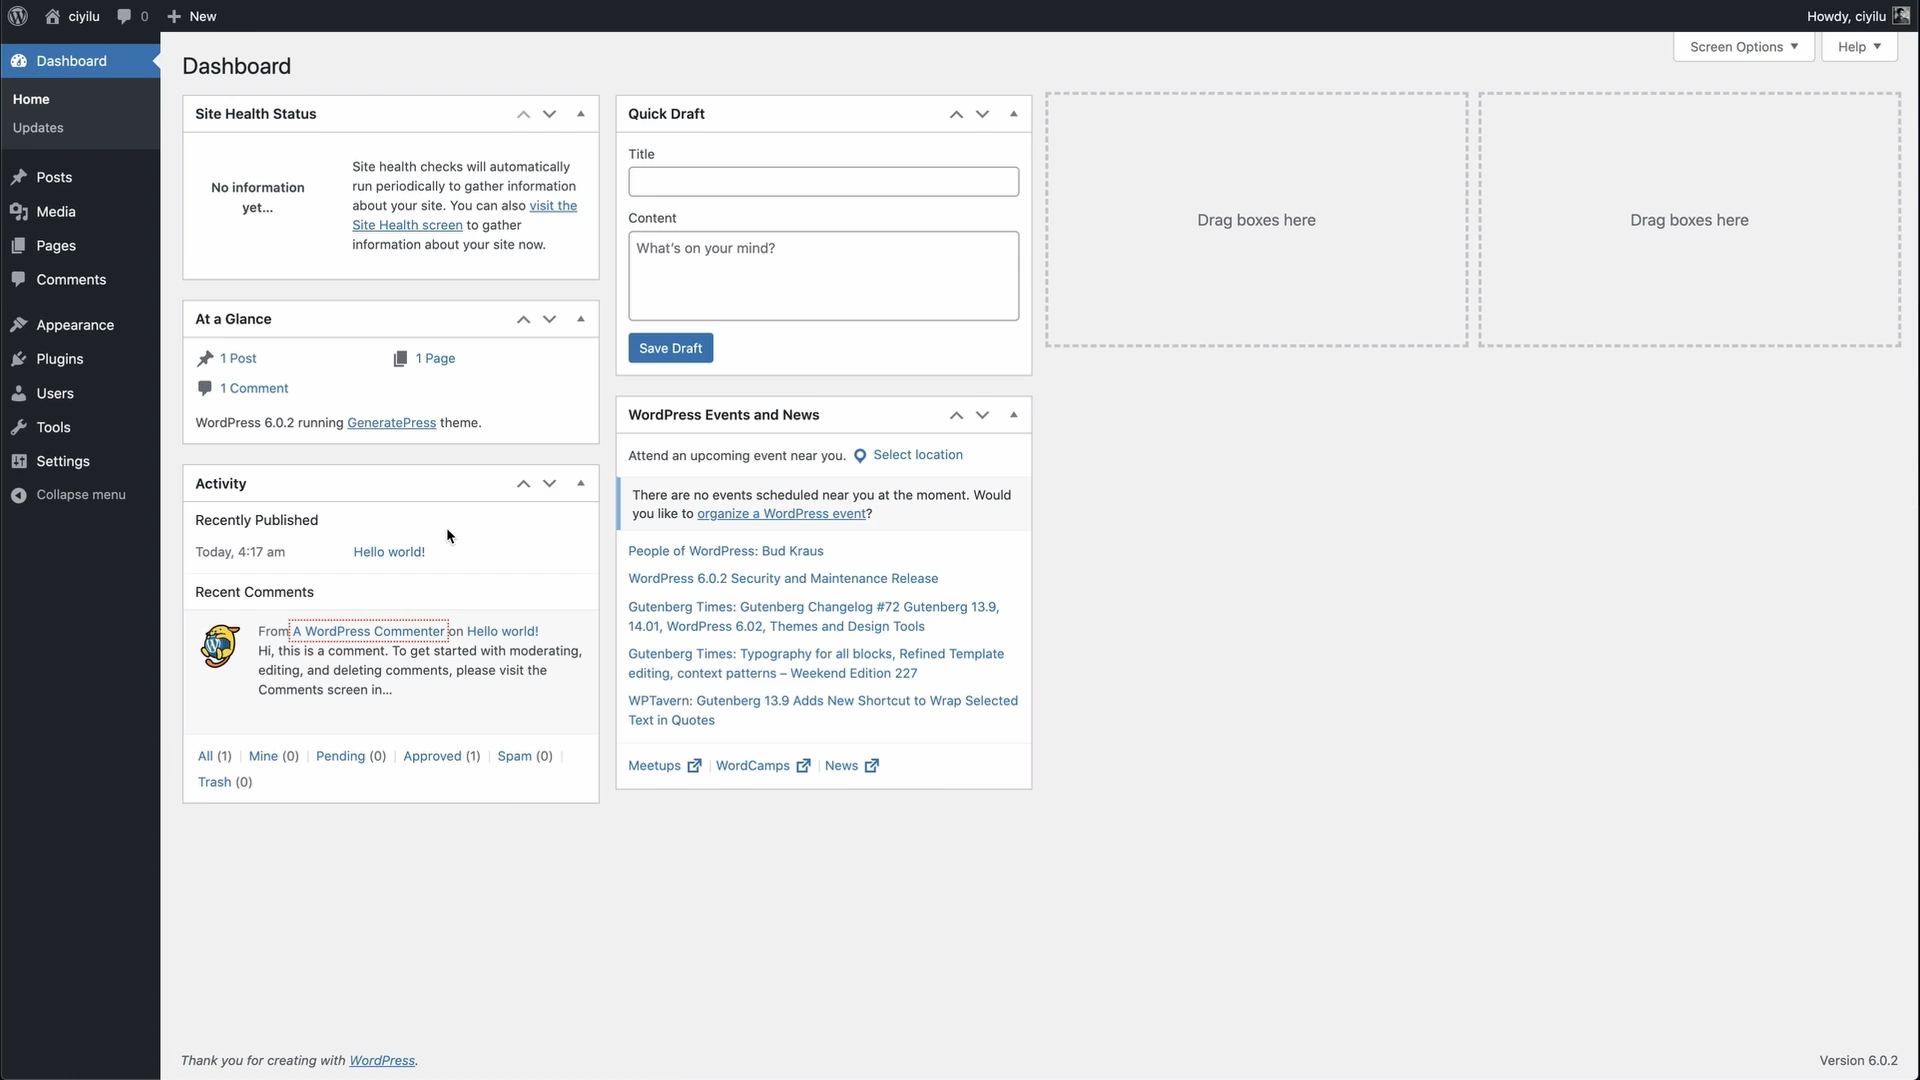 ciyilu
0
New
Howdy, ciyilu
Dashboard
Home
Updates
Posts
Media
Pages
Comments
Appearance
Plugins
Users
Tools
Settings
Collapse menu
Screen Options
Help
Dashboard
Site Health Status
No information
yet...
Site health checks will automatically
run periodically to gather information
about your site. You can also visit the
Site Health screen to gather
information about your site now.
At a Glance
1 Post
1 Page
1 Comment
WordPress 6.0.2 running GeneratePress theme.
Activity
Recently Published
Today, 4:17 am
Hello world!
Recent Comments
From A WordPress Commenter on Hello world!
Hi, this is a comment. To get started with moderating,
editing, and deleting comments, please visit the
Comments screen in...
All (1) | Mine (0) | Pending (0) | Approved (1) | Spam (0) |
Trash (0)
Quick Draft
Title
Content
What's on your mind?
Save Draft
WordPress Events and News
Attend an upcoming event near you. Select location
There are no events scheduled near you at the moment. Would
you like to organize a WordPress event?
People of WordPress: Bud Kraus
WordPress 6.0.2 Security and Maintenance Release
Gutenberg Times: Gutenberg Changelog #72 Gutenberg 13.9,
14.01, WordPress 6.02, Themes and Design Tools
Gutenberg Times: Typography for all blocks, Refined Template
editing, context patterns – Weekend Edition 227
WPTavern: Gutenberg 13.9 Adds New Shortcut to Wrap Selected
Text in Quotes
Meetups | WordCamps | News
Drag boxes here
Drag boxes here
Thank you for creating with WordPress.
Version 6.0.2